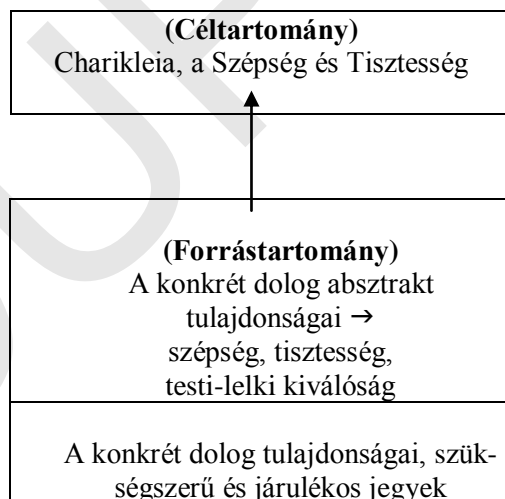 (Céltartomány)
Charikleia, a Szépség és Tisztesség
(Forrástartomány)
A konkrét dolog absztrakt
tulajdonságai →
szépség, tisztesség,
testi-lelki kiválóság
A konkrét dolog tulajdonságai, szük-
ségszerű és járulékos jegyek